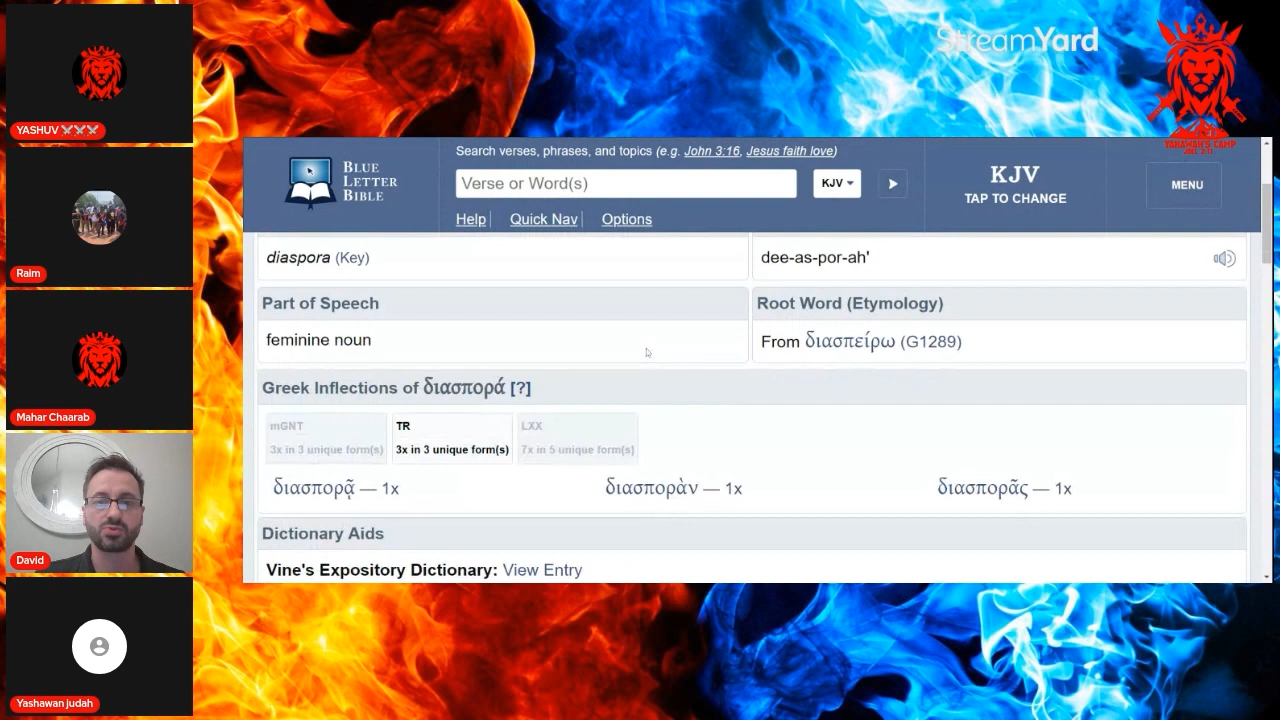 StreamYard
YAHAWAH'S CAMP
YASHUV ⚔️⚔️⚔️
Raim
Mahar Chaarab
David
Yashawan judah
BLUE
LETTER
BIBLE
Search verses, phrases, and topics (e.g. John 3:16, Jesus faith love)
Verse or Word(s)
KJV
Help
Quick Nav
Options
KJV
TAP TO CHANGE
MENU
diaspora (Key)
dee-as-por-ah'
Part of Speech
Root Word (Etymology)
feminine noun
From διασπείρω (G1289)
Greek Inflections of διασπορά [?]
mGNT
3x in 3 unique form(s)
TR
3x in 3 unique form(s)
LXX
7x in 5 unique form(s)
διασπορᾷ — 1x
διασπορὰν — 1x
διασπορᾶς — 1x
Dictionary Aids
Vine's Expository Dictionary: View Entry